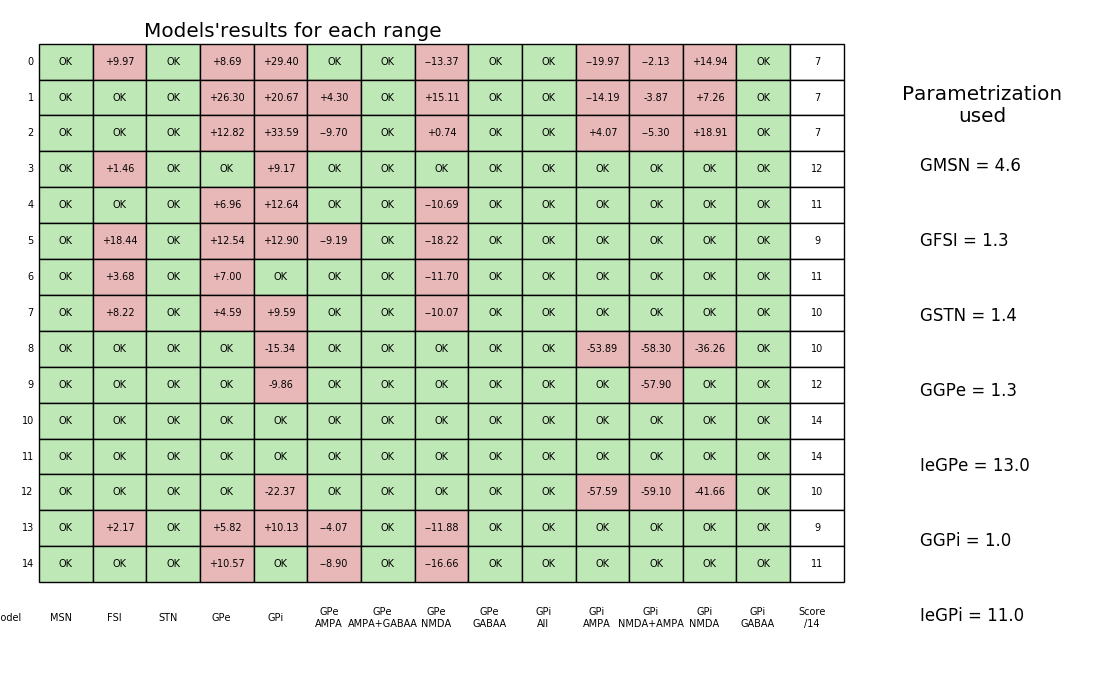 Models'results for each range
0 OK +9.97 OK +8.69 +29.40 OK OK --13.37 OK OK --19.97 --2.13 +14.94 OK 7
1 OK OK OK +26.30 +20.67 +4.30 OK +15.11 OK OK --14.19 -3.87 +7.26 OK 7
2 OK OK OK +12.82 +33.59 --9.70 OK +0.74 OK OK +4.07 --5.30 +18.91 OK 7
3 OK +1.46 OK OK +9.17 OK OK OK OK OK OK OK OK OK 12
4 OK OK OK +6.96 +12.64 OK OK --10.69 OK OK OK OK OK OK 11
5 OK +18.44 OK +12.54 +12.90 --9.19 OK --18.22 OK OK OK OK OK OK 9
6 OK +3.68 OK +7.00 OK OK OK --11.70 OK OK OK OK OK OK 11
7 OK +8.22 OK +4.59 +9.59 OK OK --10.07 OK OK OK OK OK OK 10
8 OK OK OK OK -15.34 OK OK OK OK OK -53.89 -58.30 -36.26 OK 10
9 OK OK OK OK -9.86 OK OK OK OK OK OK -57.90 OK OK 12
10 OK OK OK OK OK OK OK OK OK OK OK OK OK OK 14
11 OK OK OK OK OK OK OK OK OK OK OK OK OK OK 14
12 OK OK OK OK -22.37 OK OK OK OK OK -57.59 -59.10 -41.66 OK 10
13 OK +2.17 OK +5.82 +10.13 --4.07 OK --11.88 OK OK OK OK OK OK 9
14 OK OK OK +10.57 OK --8.90 OK --16.66 OK OK OK OK OK OK 11
odel MSN FSI STN GPe GPi GPe AMPA GPe AMPA+GABAA GPe NMDA GPe GABAA GPi All GPi AMPA GPi NMDA+AMPA GPi NMDA GPi GABAA Score /14
Parametrization
used
GMSN = 4.6
GFSI = 1.3
GSTN = 1.4
GGPe = 1.3
IeGPe = 13.0
GGPi = 1.0
IeGPi = 11.0